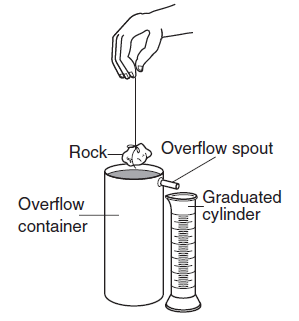 Rock
Overflow spout
Overflow
container
Graduated
cylinder